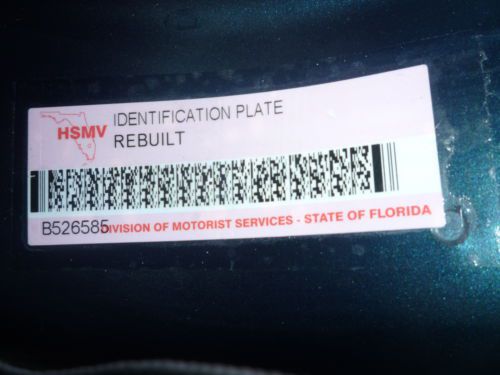 HSMV
IDENTIFICATION PLATE
REBUILT
B526585
DIVISION OF MOTORIST SERVICES - STATE OF FLORIDA